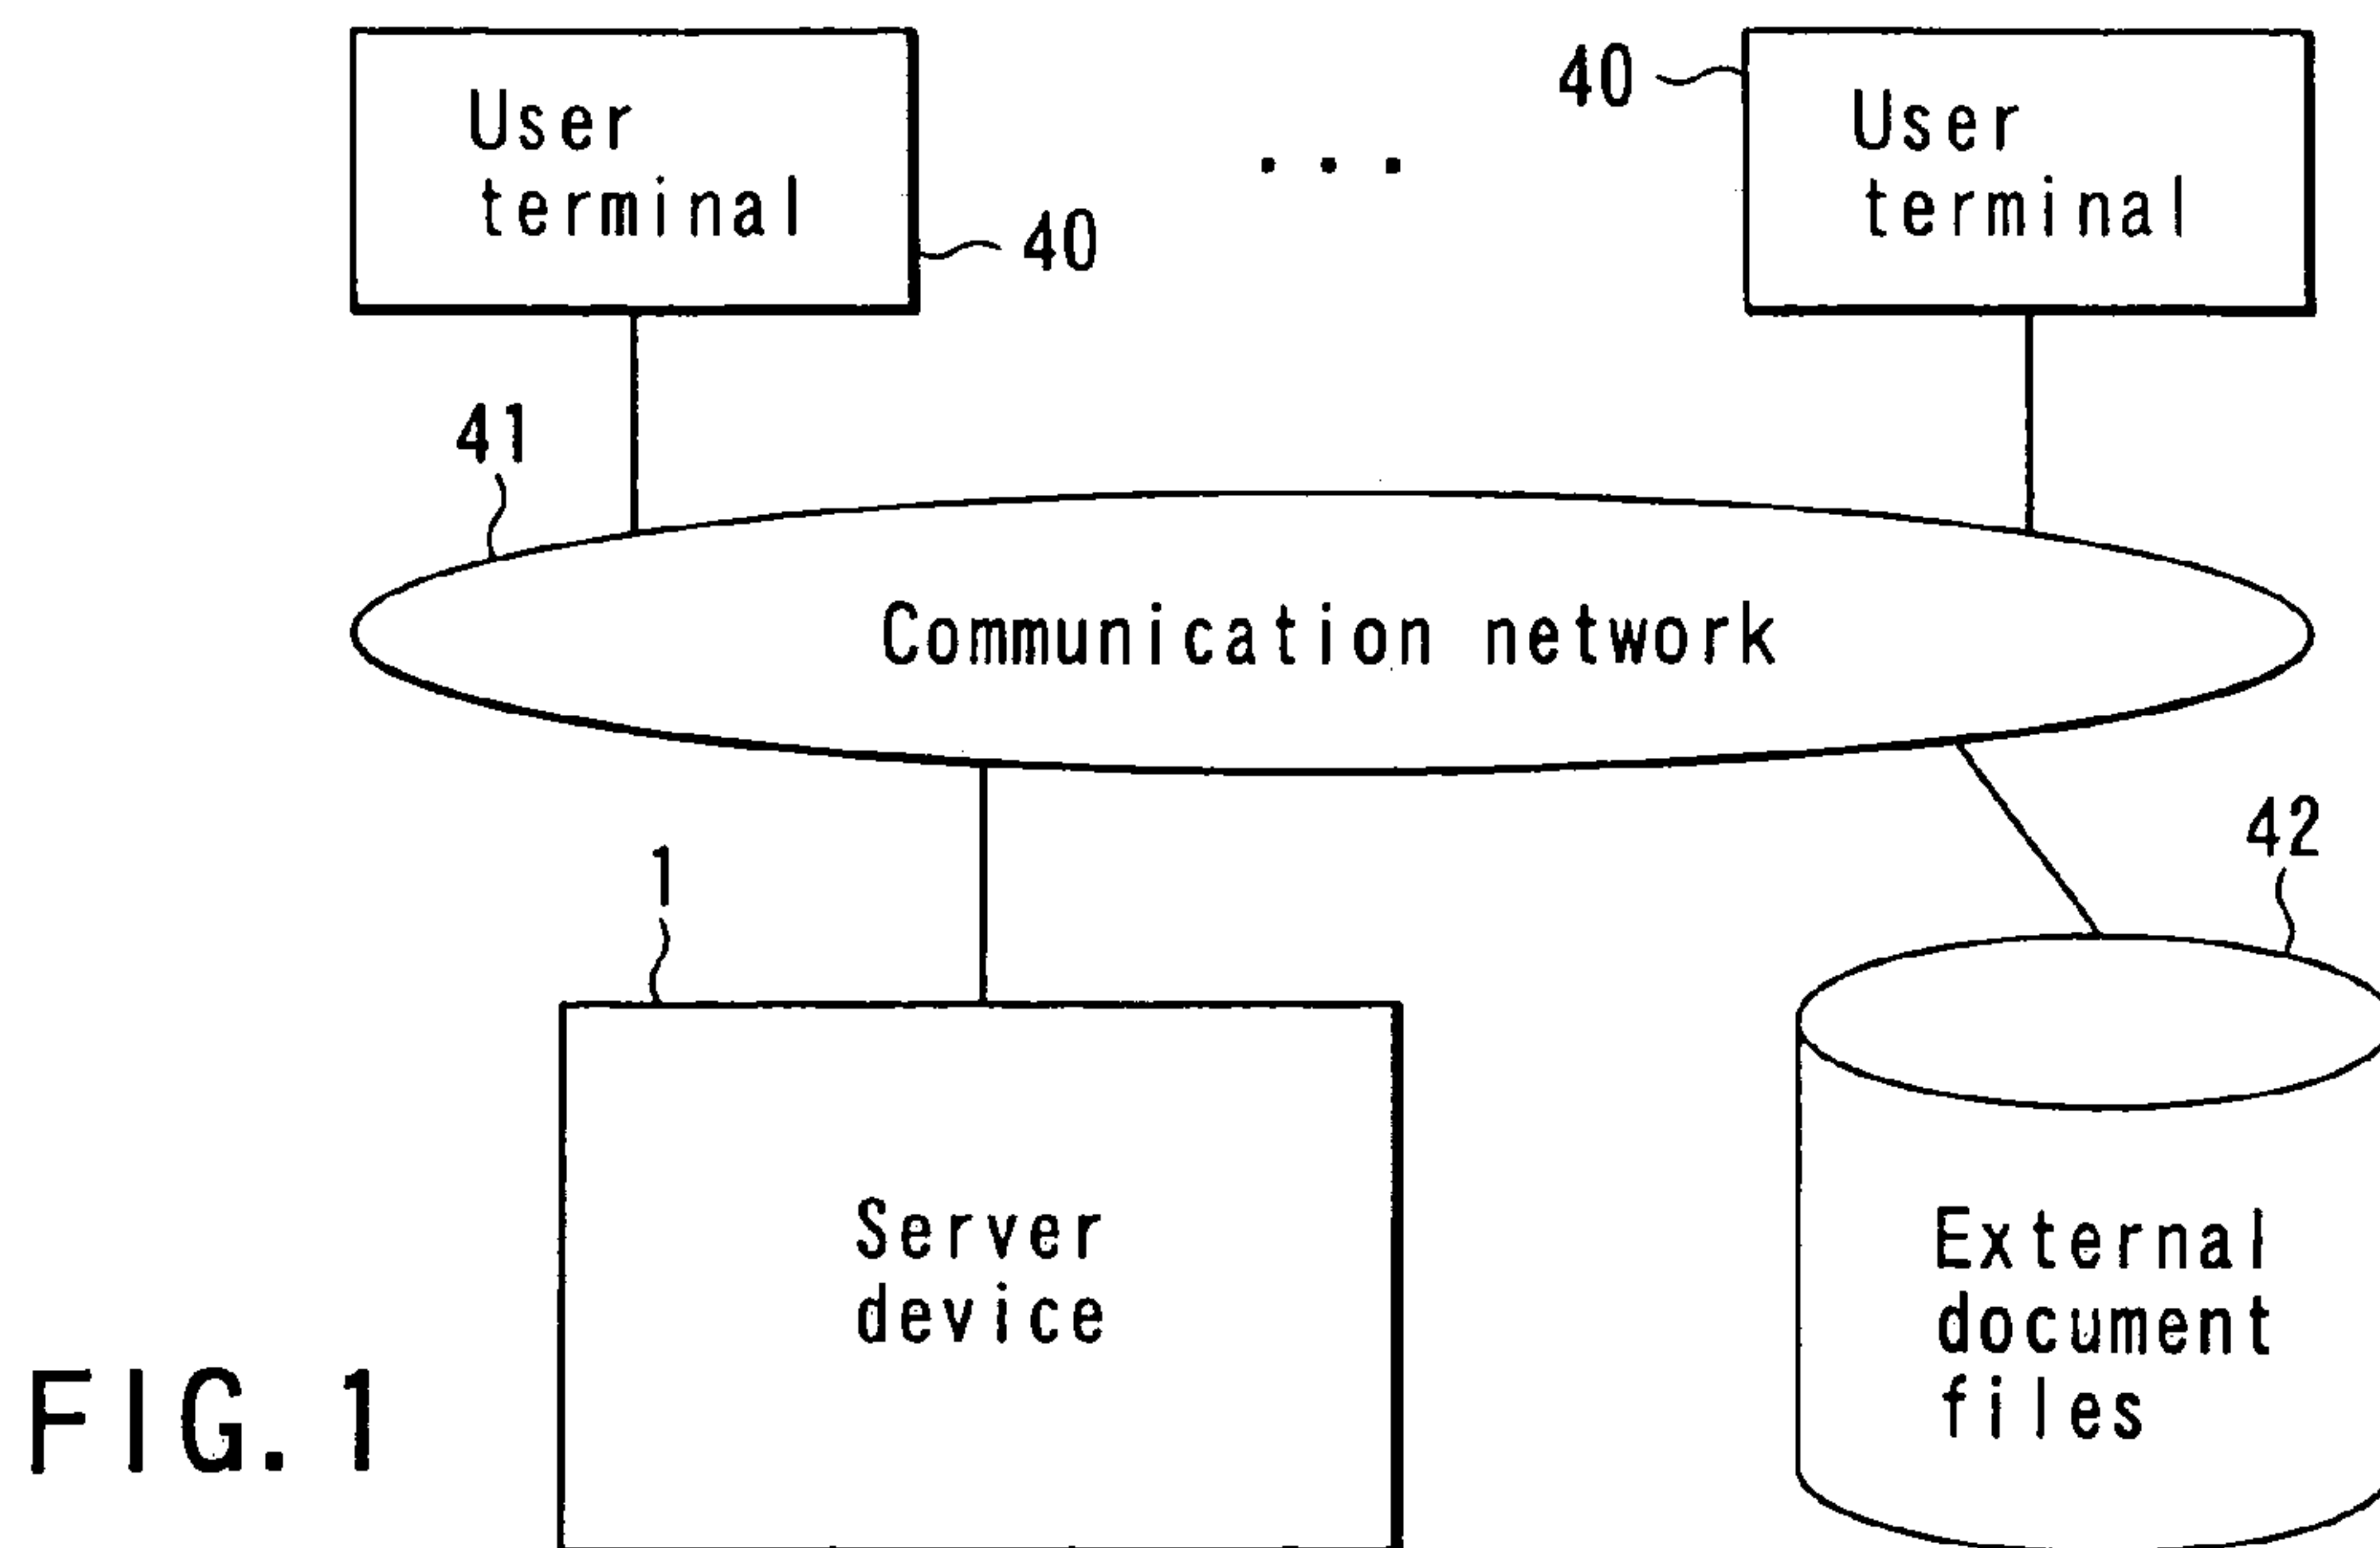 User
terminal
40
. . .
40
User
terminal
41
Communication network
1
42
Server
device
External
document
files
FIG. 1